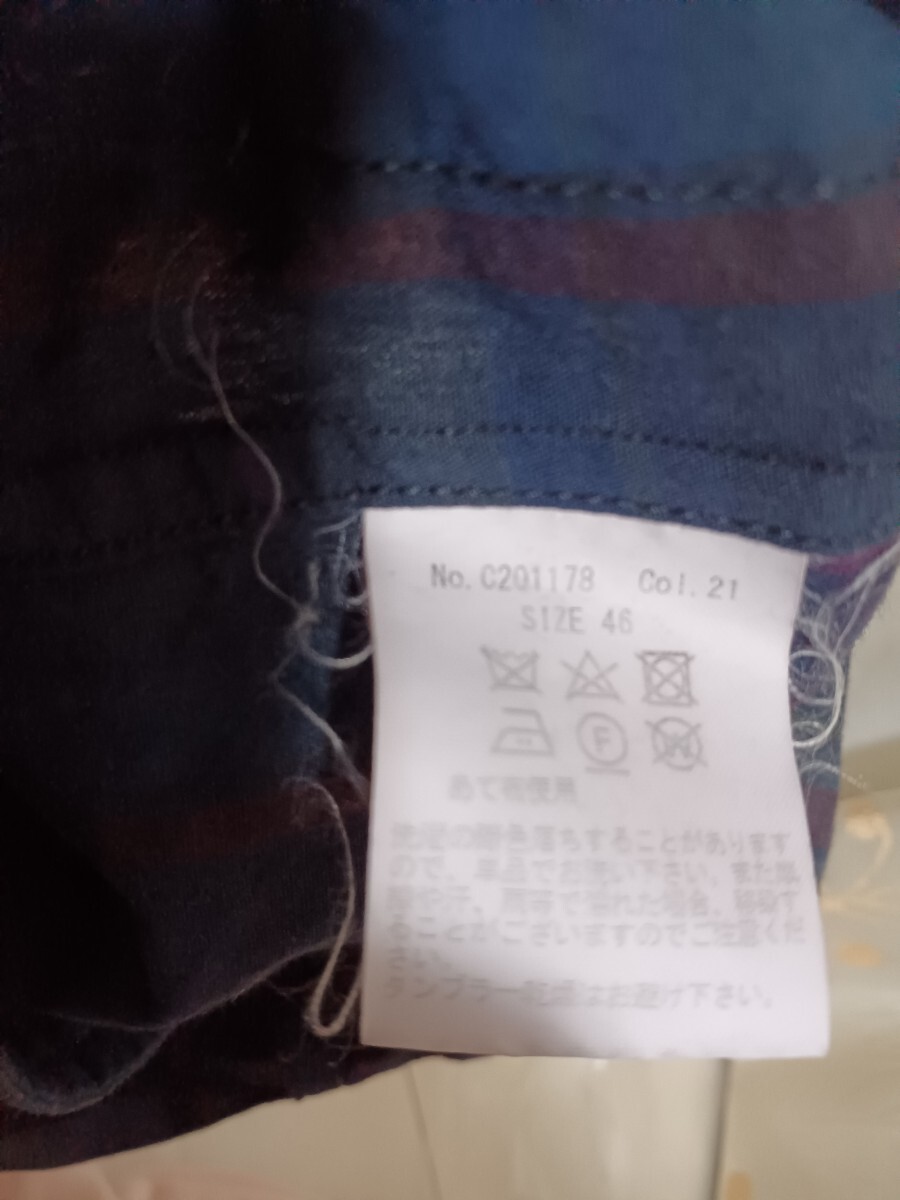 No. C201178 Col. 21
SIZE 46
F
W
あて布使用
洗濯の際色落ちすることがあります
ので、単品でお洗い下さい。また摩
擦や汗、雨等で濡れた場合、移染す
ることがございますのでご注意くだ
さい。
タンブラー乾燥はお避け下さい。